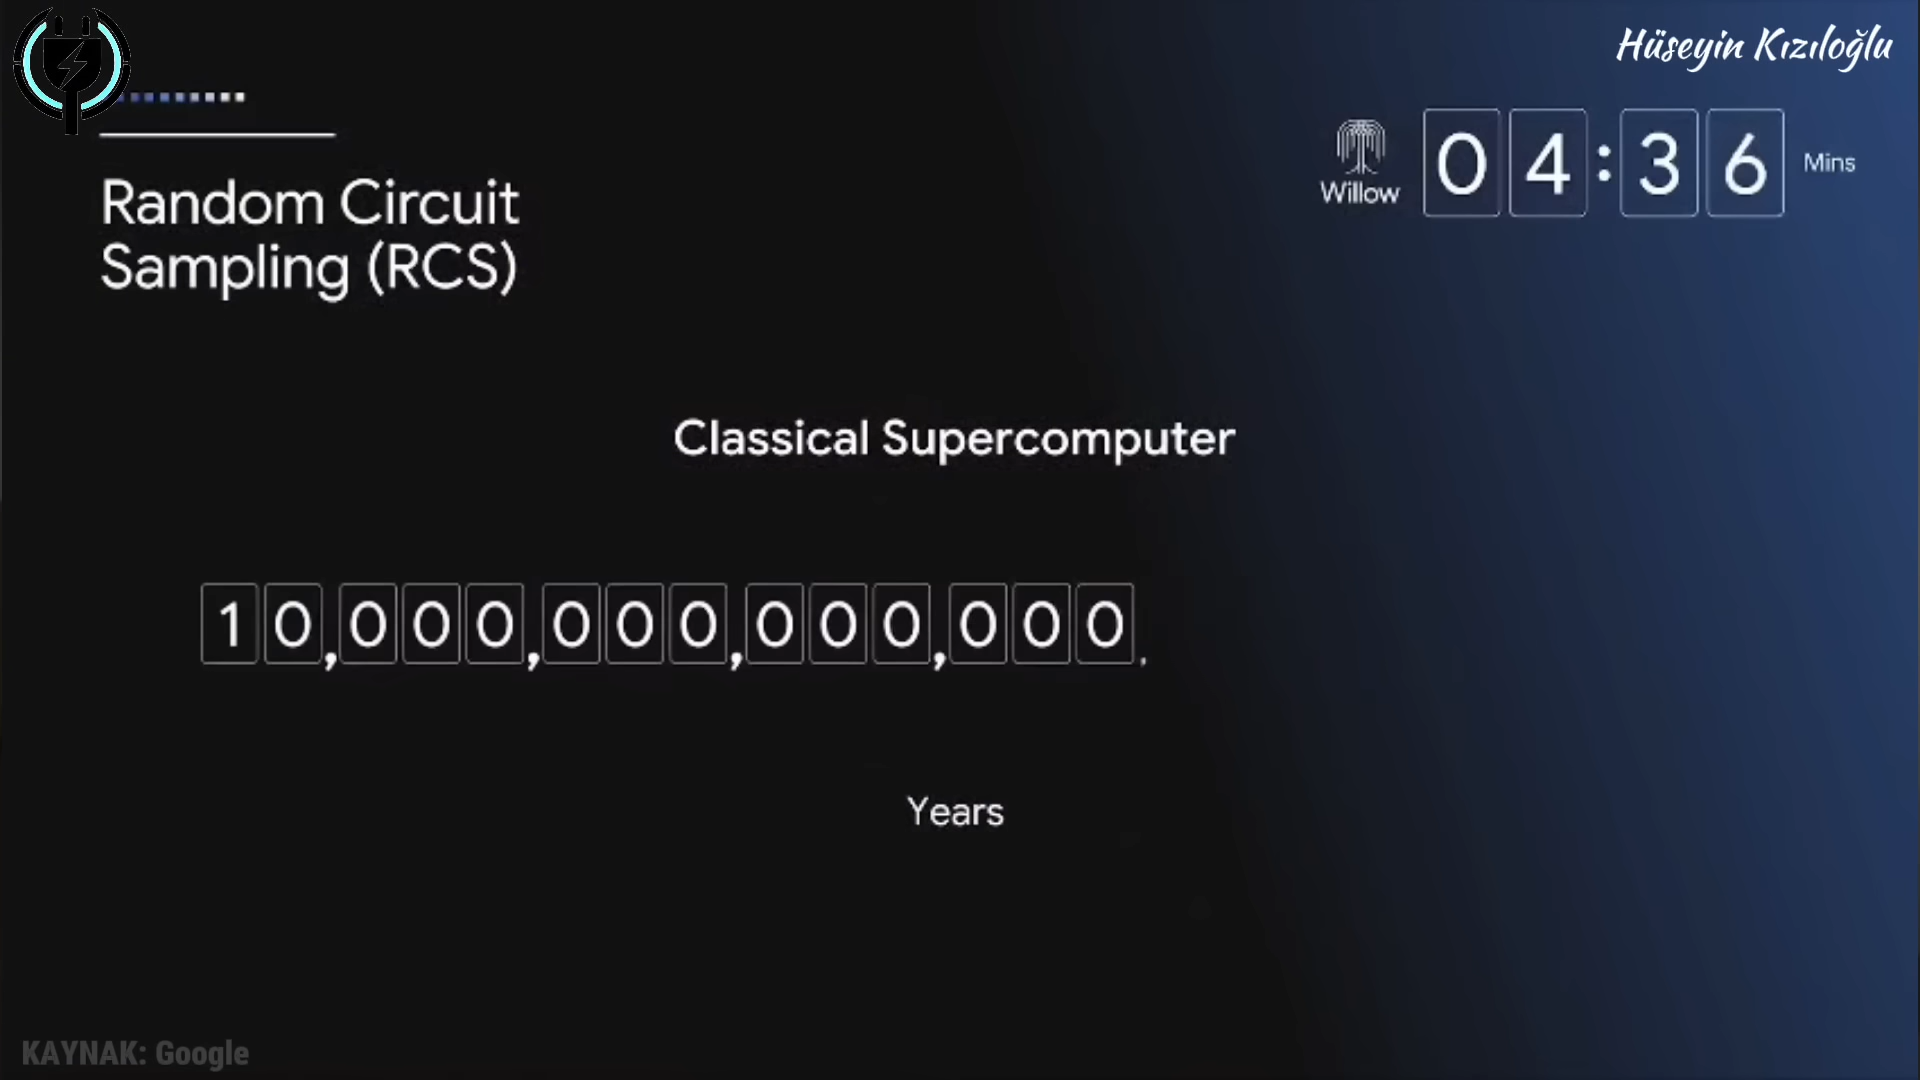 Hüseyin Kızıloğlu
Willow 04:36 Mins
Random Circuit
Sampling (RCS)
Classical Supercomputer
10,000,000,000,000,
Years
KAYNAK: Google